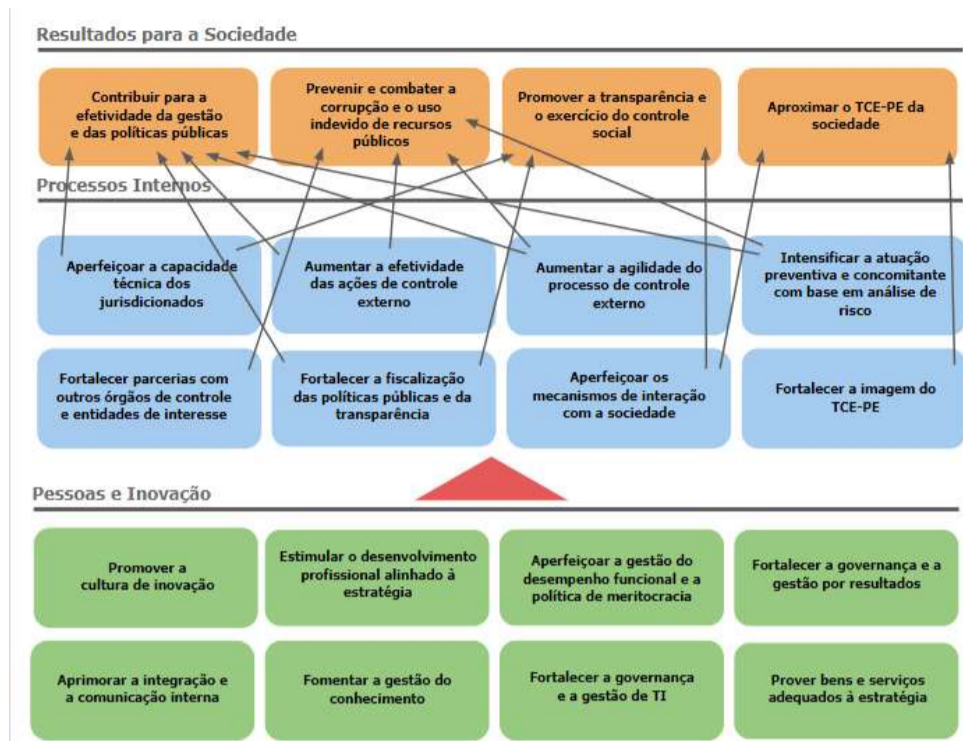 Resultados para a Sociedade
Contribuir para a
efetividade da gestão
e das políticas públicas
Prevenir e combater a
corrupção e o uso
indevido de recursos
públicos
Promover a transparência e
o exercício do controle
social
Aproximar o TCE-PE da
sociedade
Processos Internos
Aperfeiçoar a capacidade
técnica dos
jurisdicionados
Aumentar a efetividade
das ações de controle
externo
Aumentar a agilidade do
processo de controle
externo
Intensificar a atuação
preventiva e concomitante
com base em análise de
risco
Fortalecer parcerias com
outros órgãos de controle
e entidades de interesse
Fortalecer a fiscalização
das políticas públicas e da
transparência
Aperfeiçoar os
mecanismos de interação
com a sociedade
Fortalecer a imagem do
TCE-PE
Pessoas e Inovação
Promover a
cultura de inovação
Estimular o desenvolvimento
profissional alinhado à
estratégia
Aperfeiçoar a gestão do
desempenho funcional e a
política de meritocracia
Fortalecer a governança e a
gestão por resultados
Aprimorar a integração e
a comunicação interna
Fomentar a gestão do
conhecimento
Fortalecer a governança
e a gestão de TI
Prover bens e serviços
adequados à estratégia